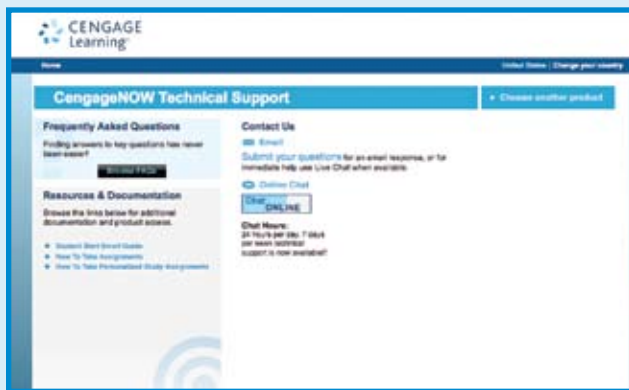 CENGAGE
Learning
Home
United States | Change your country
CengageNOW Technical Support
Choose another product
Frequently Asked Questions
Finding answers to key questions has never
been easier?
Browse FAQs
Resources & Documentation
Browse the links below for additional
documentation and product access.
Student Start Smart Guide
How To Take Assignments
How To Take Personalized Study Assignments
Contact Us
Email
Submit your questions for an email response, or for
immediate help use Live Chat when available.
Online Chat
Chat
ONLINE
Chat Hours:
24 hours per day, 7 days
per week technical
support is now available!